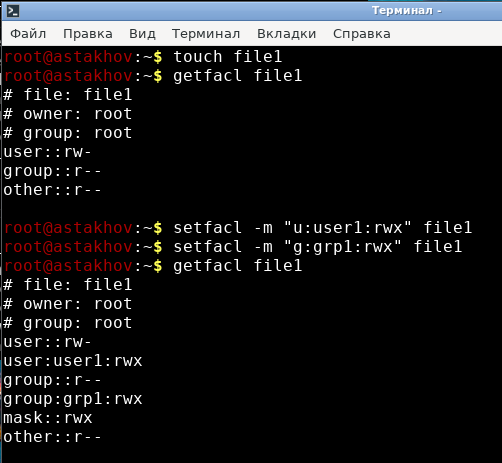 Терминал -
Файл Правка Вид Терминал Вкладки Справка
root@astakhov:~$ touch file1
root@astakhov:~$ getfacl file1
# file: file1
# owner: root
# group: root
user::rw-
group::r--
other::r--

root@astakhov:~$ setfacl -m "u:user1:rwx" file1
root@astakhov:~$ setfacl -m "g:grp1:rwx" file1
root@astakhov:~$ getfacl file1
# file: file1
# owner: root
# group: root
user::rw-
user:user1:rwx
group::r--
group:grp1:rwx
mask::rwx
other::r--